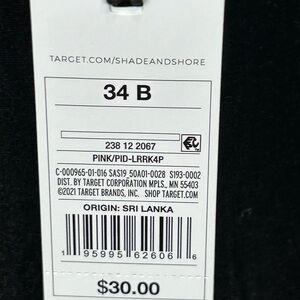 TARGET.COM/SHADEANDSHORE
34 B
238 12 2067
PINK/PID-LRRK4P
C-000965-01-016 SAS19_50A01-0028 S193-0002
DIST. BY TARGET CORPORATION MPLS., MN 55403
©2021 TARGET BRANDS, INC. SHOP TARGET.COM
ORIGIN: SRI LANKA
1 95995 62606 6
$30.00